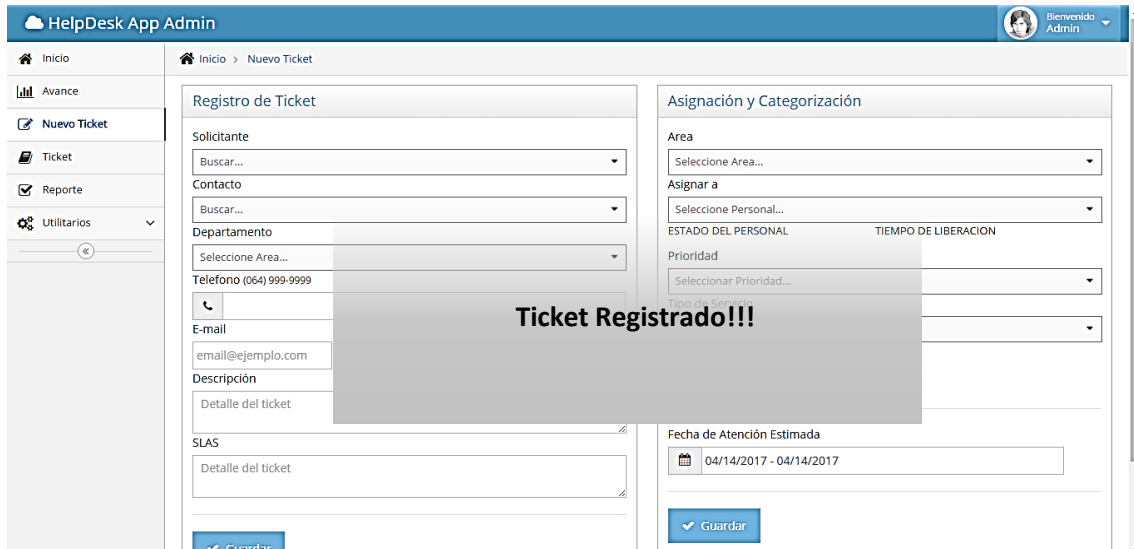 HelpDesk App Admin
Bienvenido
Admin
Inicio
Avance
Nuevo Ticket
Ticket
Reporte
Utilitarios
Inicio > Nuevo Ticket
Registro de Ticket
Solicitante
Buscar...
Contacto
Buscar...
Departamento
Seleccione Area...
Telefono (064) 999-9999
E-mail
email@ejemplo.com
Descripción
Detalle del ticket
SLAS
Detalle del ticket
Guardar
Asignación y Categorización
Area
Seleccione Area...
Asignar a
Seleccione Personal...
ESTADO DEL PERSONAL TIEMPO DE LIBERACION
Prioridad
Seleccionar Prioridad...
Tipo de Servicio
Ticket Registrado!!!
Fecha de Atención Estimada
04/14/2017 - 04/14/2017
Guardar